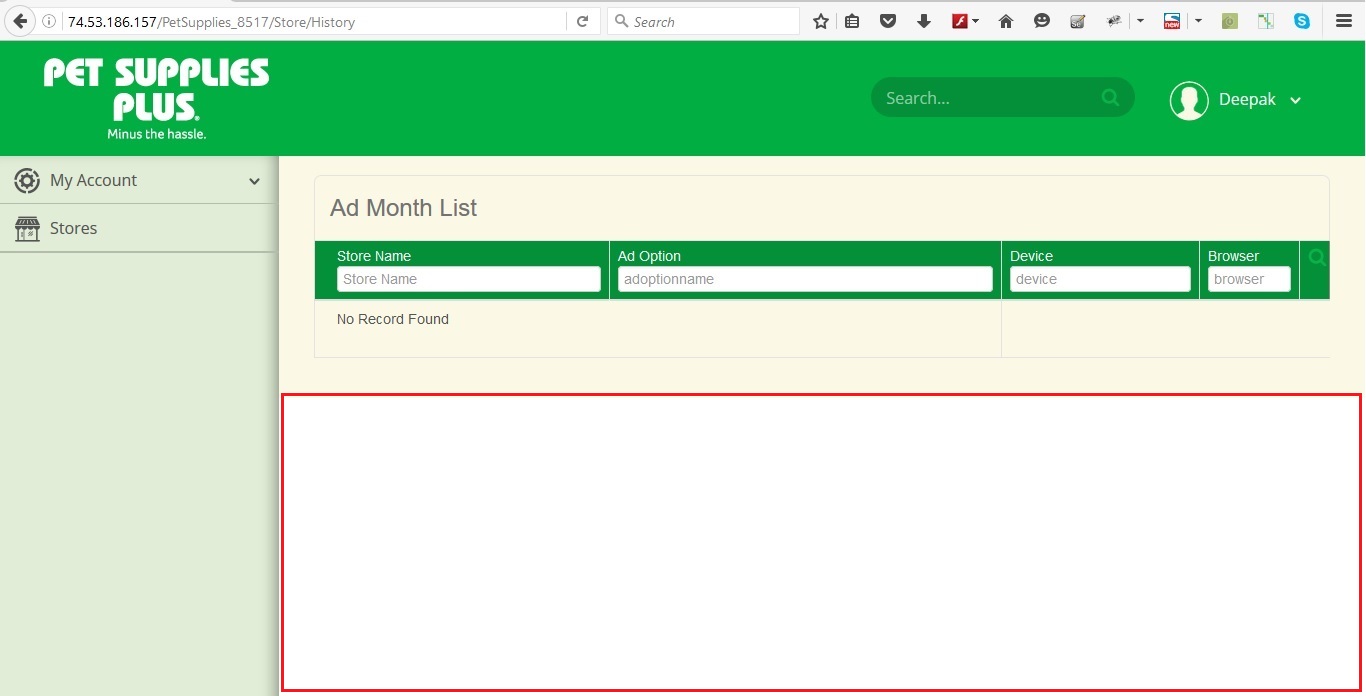 74.53.186.157/PetSupplies_8517/Store/History
Search
new
PET SUPPLIES
PLUS.
Minus the hassle.
Search...
Deepak
My Account
Stores
Ad Month List
Store Name Ad Option Device Browser
Store Name adoptionname device browser
No Record Found